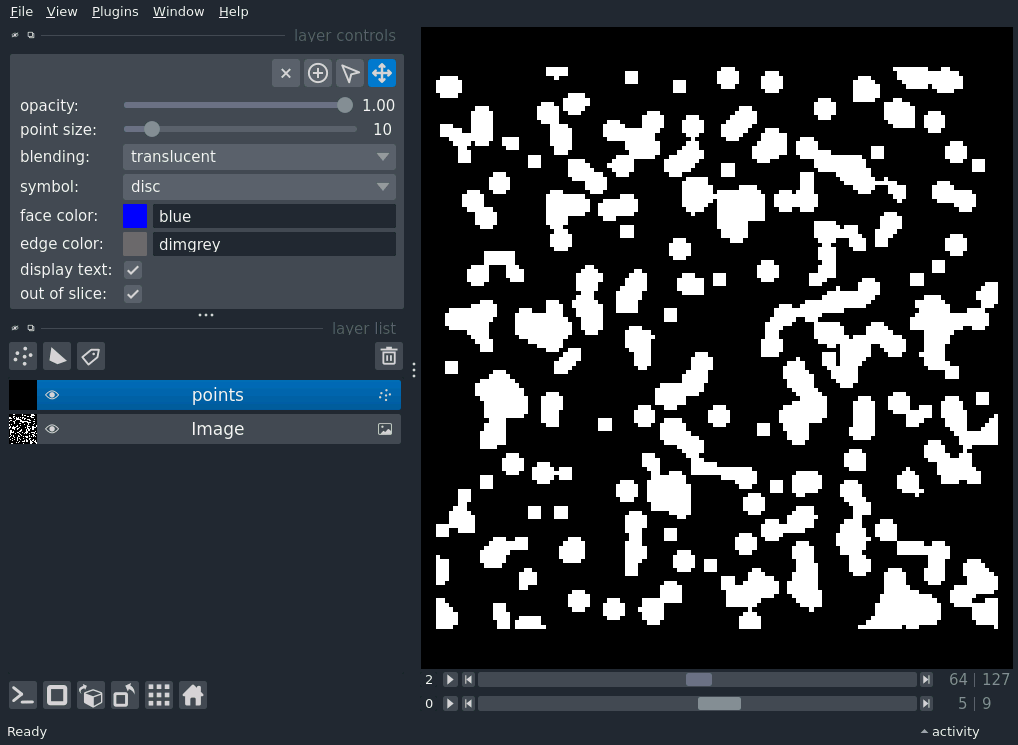 File View Plugins Window Help
layer controls
opacity: 1.00
point size: 10
blending: translucent
symbol: disc
face color: blue
edge color: dimgrey
display text:
out of slice:
layer list
points
Image
2 64 | 127
0 5 | 9
Ready activity